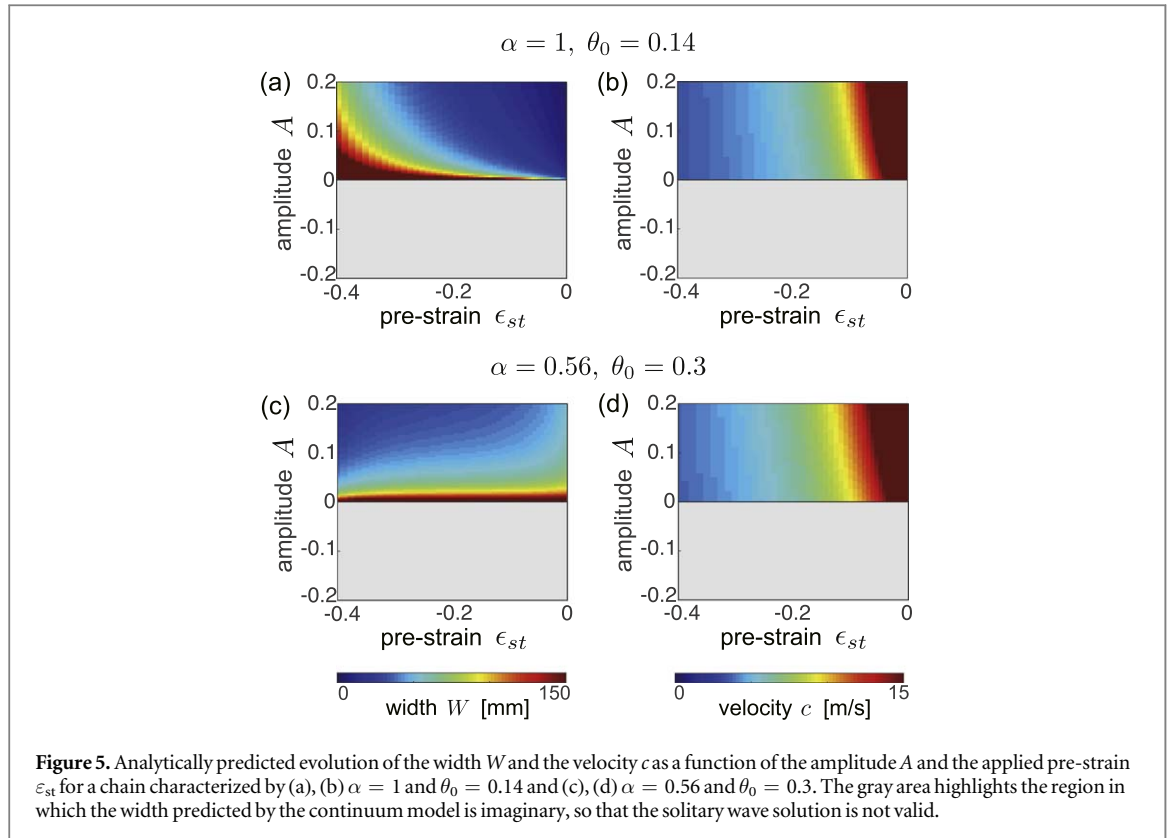 α = 1, θ₀ = 0.14
(a)
0.2
0.1
0
-0.1
-0.2
amplitude A
-0.4
-0.2
0
pre-strain ϵ_st
(b)
0.2
0.1
0
-0.1
-0.2
amplitude A
-0.4
-0.2
0
pre-strain ϵ_st
α = 0.56, θ₀ = 0.3
(c)
0.2
0.1
0
-0.1
-0.2
amplitude A
-0.4
-0.2
0
pre-strain ϵ_st
(d)
0.2
0.1
0
-0.1
-0.2
amplitude A
-0.4
-0.2
0
pre-strain ϵ_st
0
150
width W [mm]
0
15
velocity c [m/s]
Figure 5. Analytically predicted evolution of the width W and the velocity c as a function of the amplitude A and the applied pre-strain
ε_st for a chain characterized by (a), (b) α = 1 and θ₀ = 0.14 and (c), (d) α = 0.56 and θ₀ = 0.3. The gray area highlights the region in
which the width predicted by the continuum model is imaginary, so that the solitary wave solution is not valid.